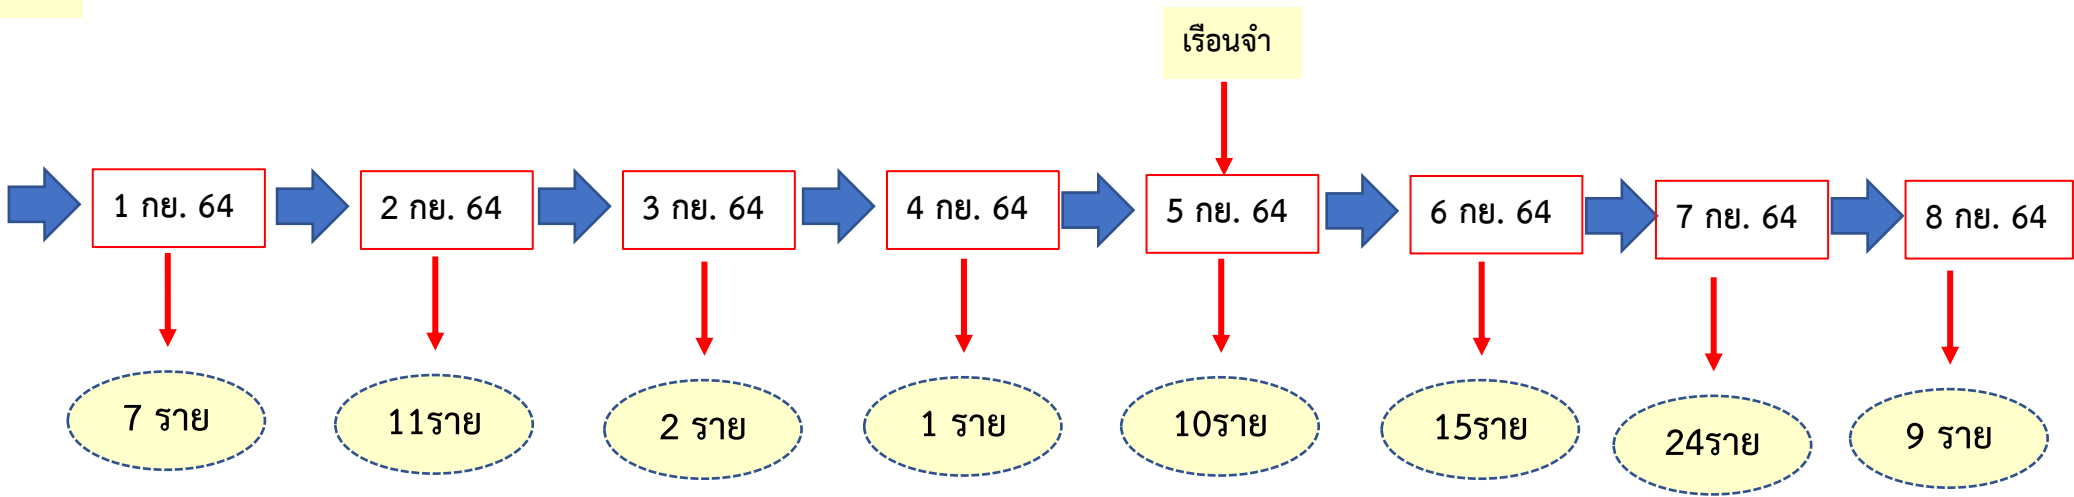 เรือนจำ
1 กย. 64
2 กย. 64
3 กย. 64
4 กย. 64
5 กย. 64
6 กย. 64
7 กย. 64
8 กย. 64
7 ราย
11ราย
2 ราย
1 ราย
10ราย
15ราย
24ราย
9 ราย